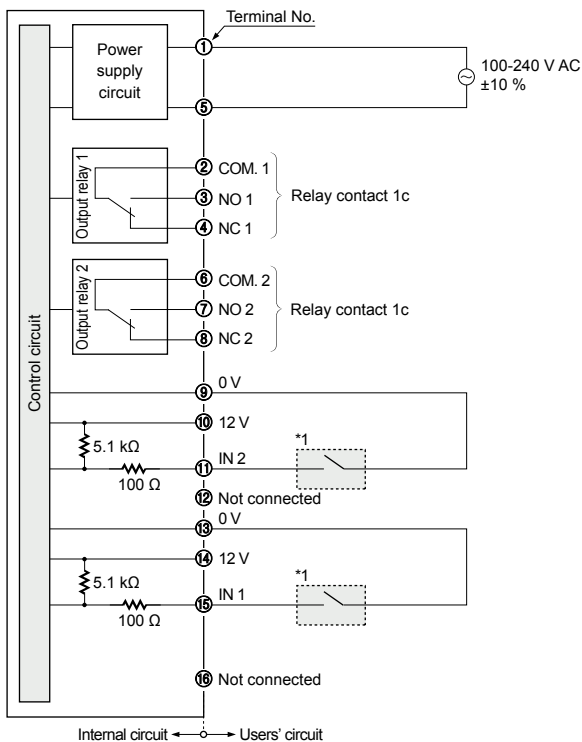 Terminal No.
Power
supply
circuit
1
5
100-240 V AC
±10 %
Output relay 1
2 COM. 1
3 NO 1
4 NC 1
Relay contact 1c
Output relay 2
6 COM. 2
7 NO 2
8 NC 2
Relay contact 1c
Control circuit
9 0 V
10 12 V
5.1 kΩ
100 Ω
11 IN 2
*1
12 Not connected
13 0 V
14 12 V
5.1 kΩ
100 Ω
15 IN 1
*1
16 Not connected
Internal circuit Users' circuit